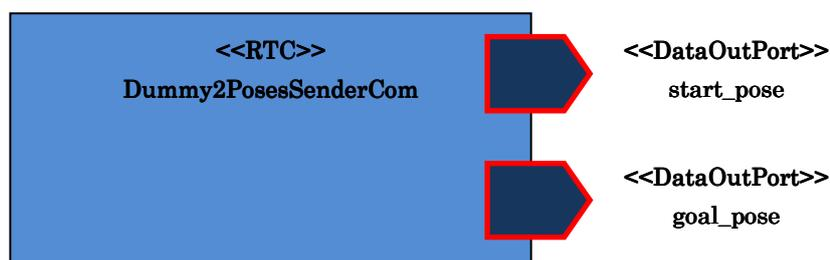 <<RTC>>
Dummy2PosesSenderCom
<<DataOutPort>>
start_pose
<<DataOutPort>>
goal_pose